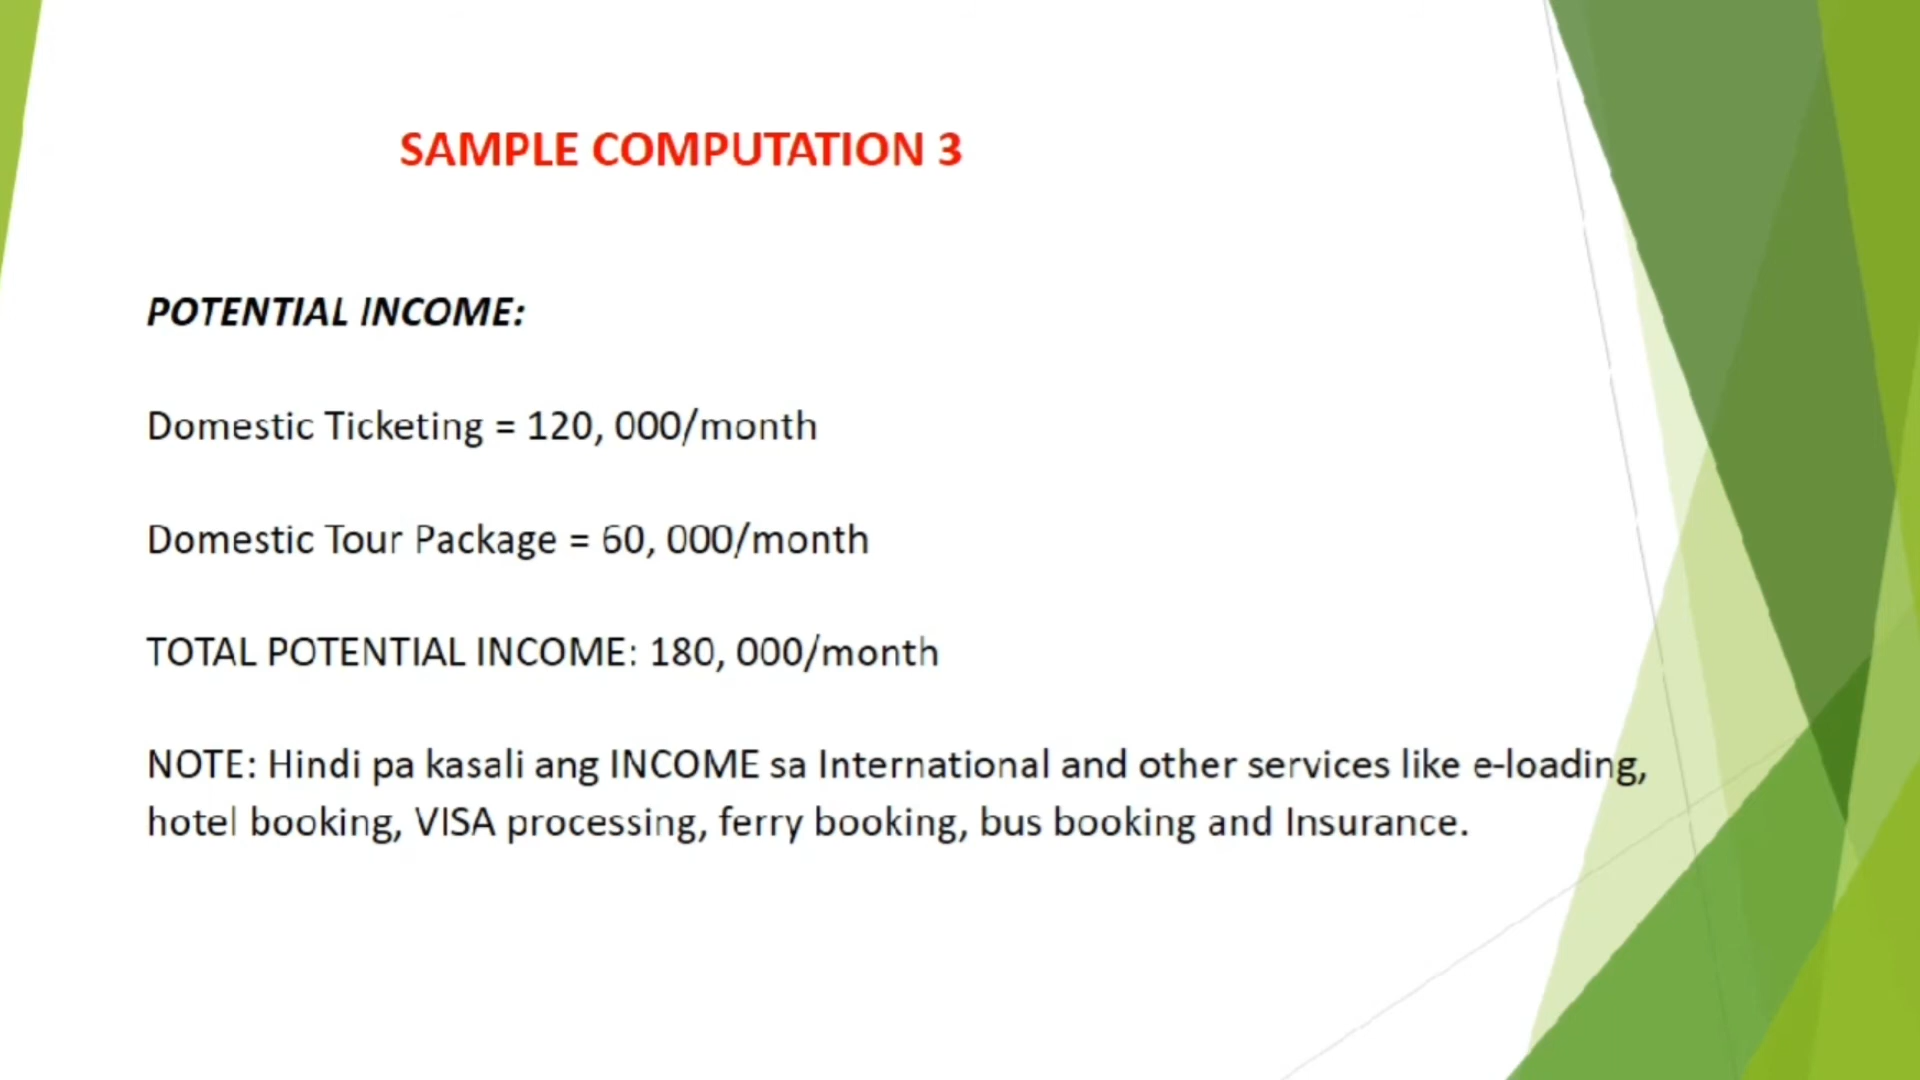 SAMPLE COMPUTATION 3
POTENTIAL INCOME:
Domestic Ticketing = 120, 000/month
Domestic Tour Package = 60, 000/month
TOTAL POTENTIAL INCOME: 180, 000/month
NOTE: Hindi pa kasali ang INCOME sa International and other services like e-loading,
hotel booking, VISA processing, ferry booking, bus booking and Insurance.